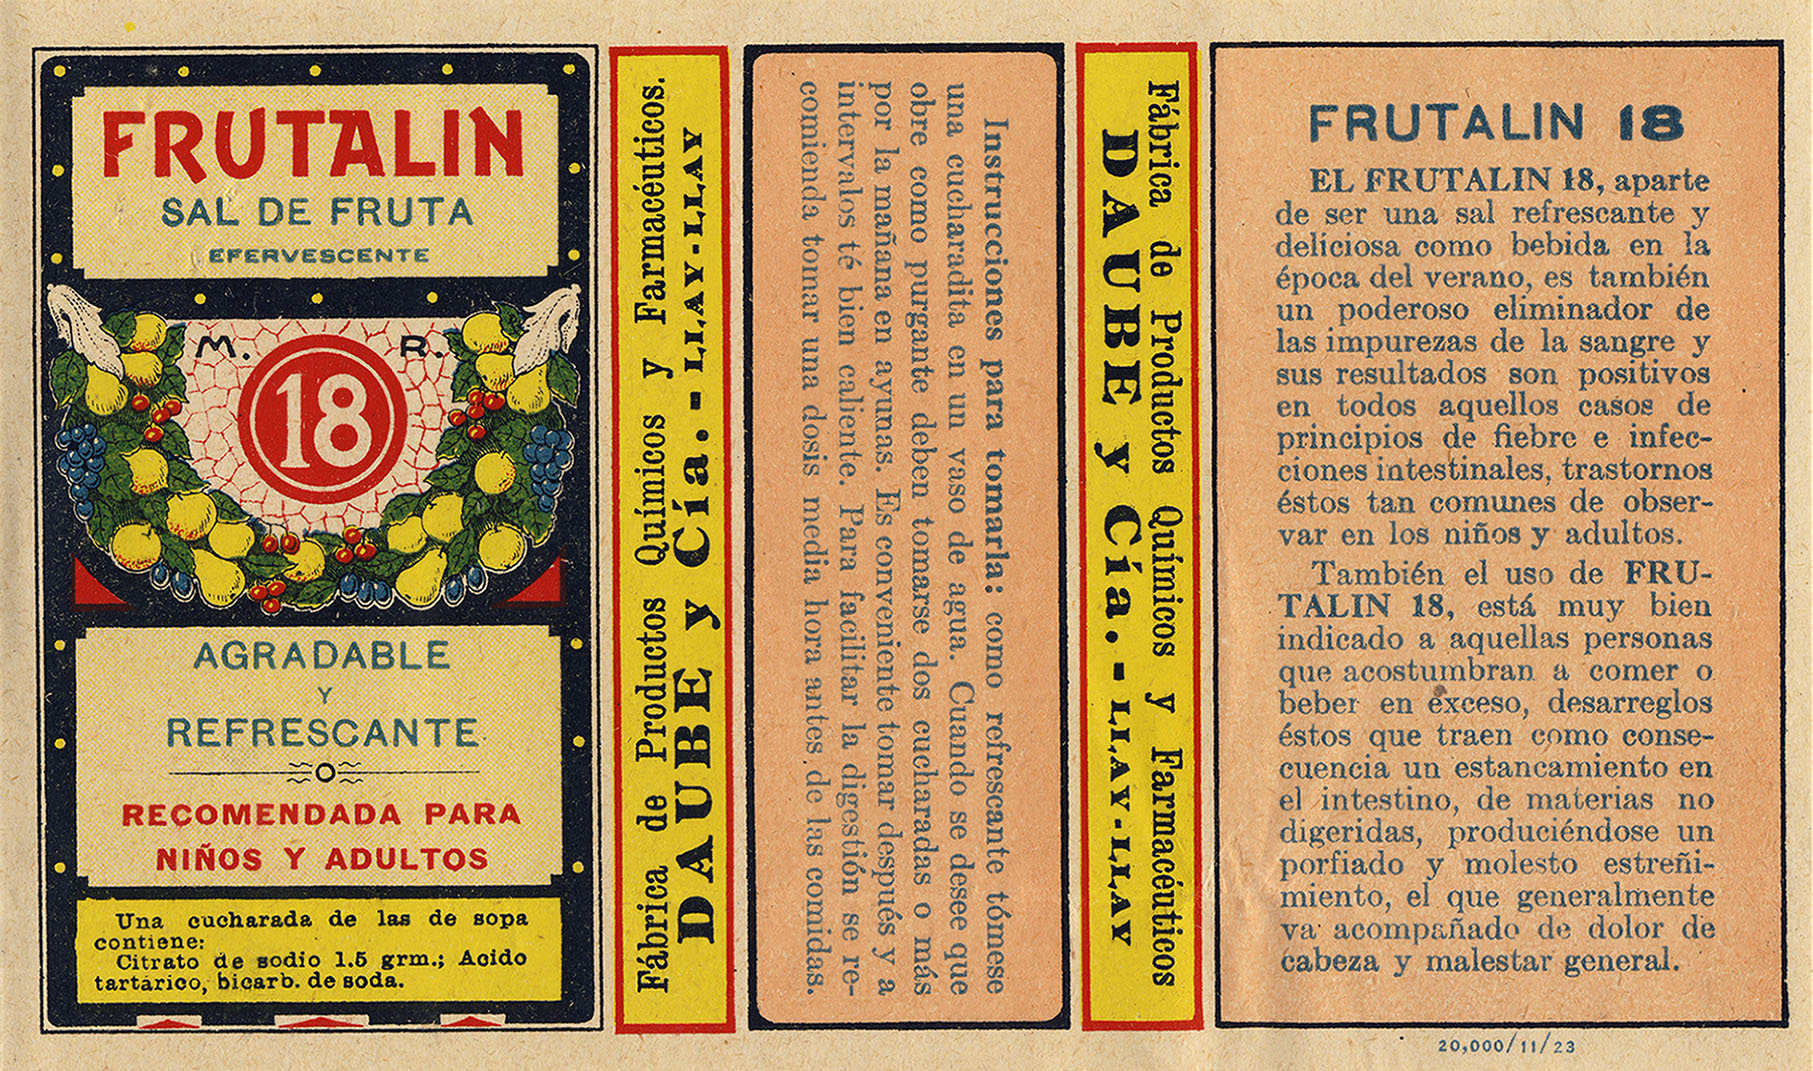 FRUTALIN
SAL DE FRUTA
EFERVESCENTE
M. R.
18
AGRADABLE
Y
REFRESCANTE
RECOMENDADA PARA
NIÑOS Y ADULTOS
Una cucharada de las de sopa
contiene:
Citrato de sodio 1.5 grm.; Acido
tartárico, bicarb. de soda.
Fábrica de Productos Químicos y Farmacéuticos.
DAUBE y Cía. - LLAY-LLAY
Instrucciones para tomarla: como refrescante tómese
una cucharadita en un vaso de agua. Cuando se desee que
obre como purgante deben tomarse dos cucharadas o más
por la mañana en ayunas. Es conveniente tomar después y a
intervalos té bien caliente. Para facilitar la digestión se re-
comienda tomar una dosis media hora antes de las comidas.
Fábrica de Productos Químicos y Farmacéuticos
DAUBE y Cía. - LLAY-LLAY
FRUTALIN 18
EL FRUTALIN 18, aparte
de ser una sal refrescante y
deliciosa como bebida en la
época del verano, es también
un poderoso eliminador de
las impurezas de la sangre y
sus resultados son positivos
en todos aquellos casos de
principios de fiebre e infec-
ciones intestinales, trastornos
éstos tan comunes de obser-
var en los niños y adultos.
También el uso de FRU-
TALIN 18, está muy bien
indicado a aquellas personas
que acostumbran a comer o
beber en exceso, desarreglos
éstos que traen como conse-
cuencia un estancamiento en
el intestino, de materias no
digeridas, produciéndose un
porfiado y molesto estreñi-
miento, el que generalmente
va acompañado de dolor de
cabeza y malestar general.
20,000/11/23